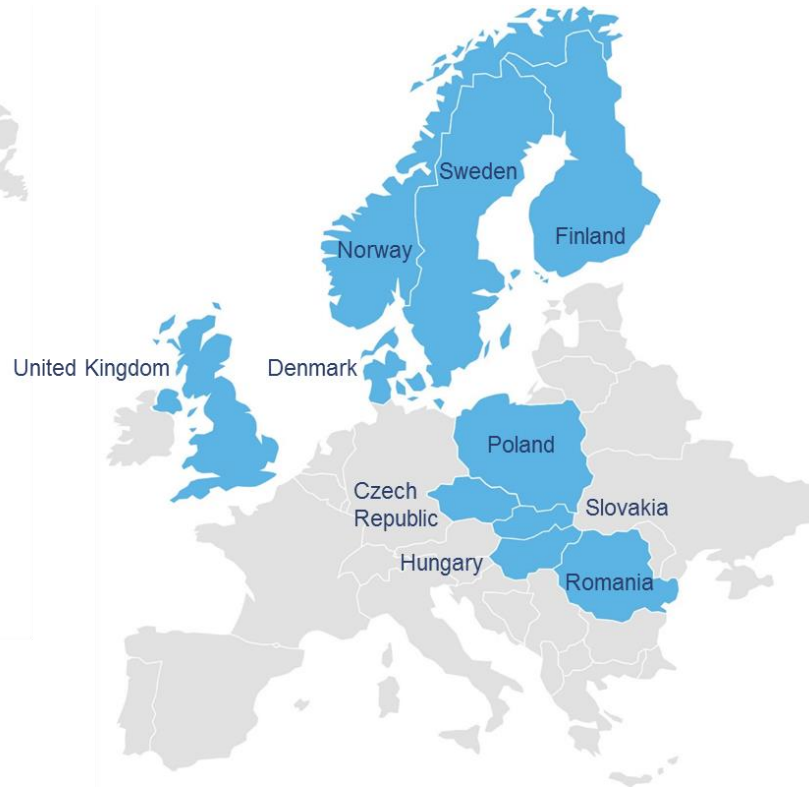 Sweden
Finland
Norway
United Kingdom
Denmark
Poland
Czech
Republic
Slovakia
Hungary
Romania